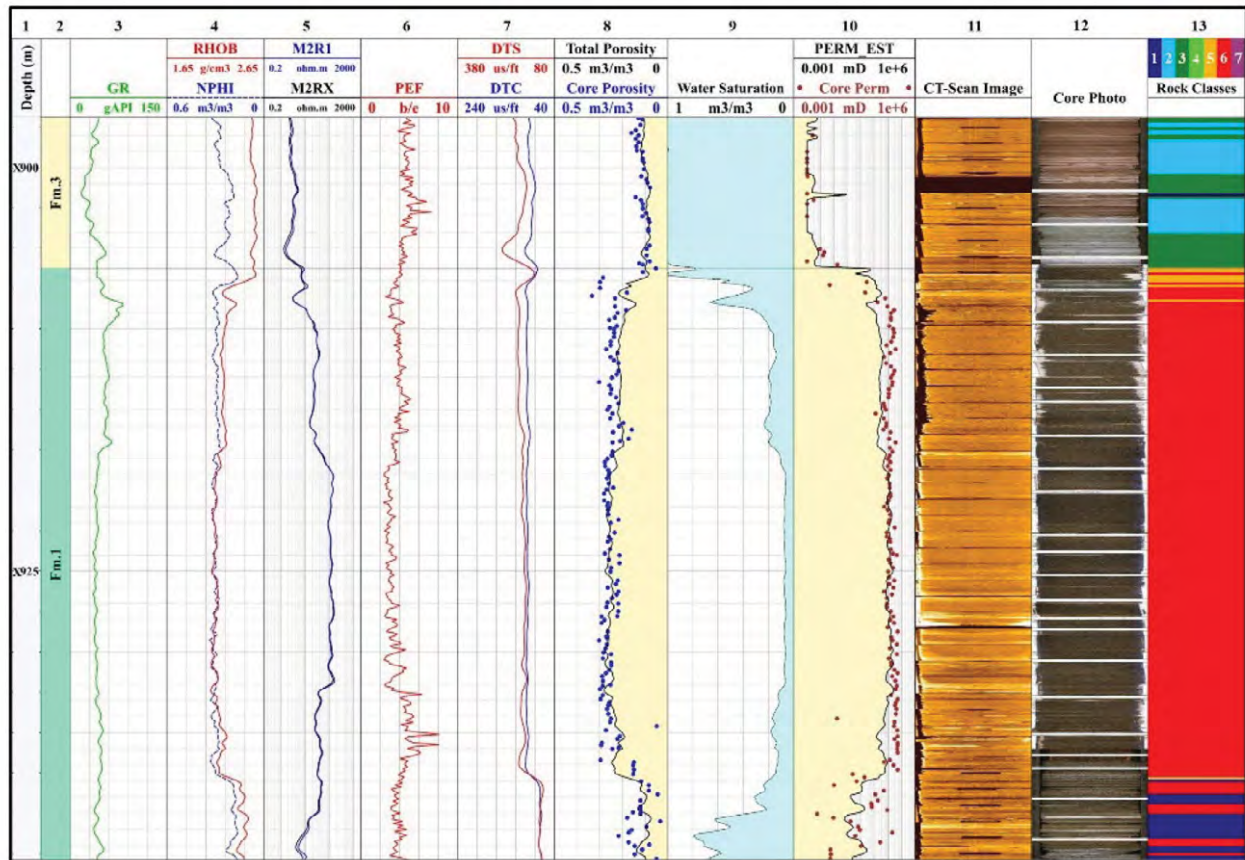 1 2 3 4 5 6 7 8 9 10 11 12 13
Depth (m)
GR
0 gAPI 150
RHOB
1.65 g/cm3 2.65
NPHI
0.6 m3/m3 0
M2R1
0.2 ohm.m 2000
M2RX
0.2 ohm.m 2000
PEF
0 b/e 10
DTS
380 us/ft 80
DTC
240 us/ft 40
Total Porosity
0.5 m3/m3 0
Core Porosity
0.5 m3/m3 0
Water Saturation
1 m3/m3 0
PERM_EST
0.001 mD 1e+6
Core Perm
0.001 mD 1e+6
CT-Scan Image
Core Photo
1 2 3 4 5 6 7
Rock Classes
X900
Fm.3
X925
Fm.1